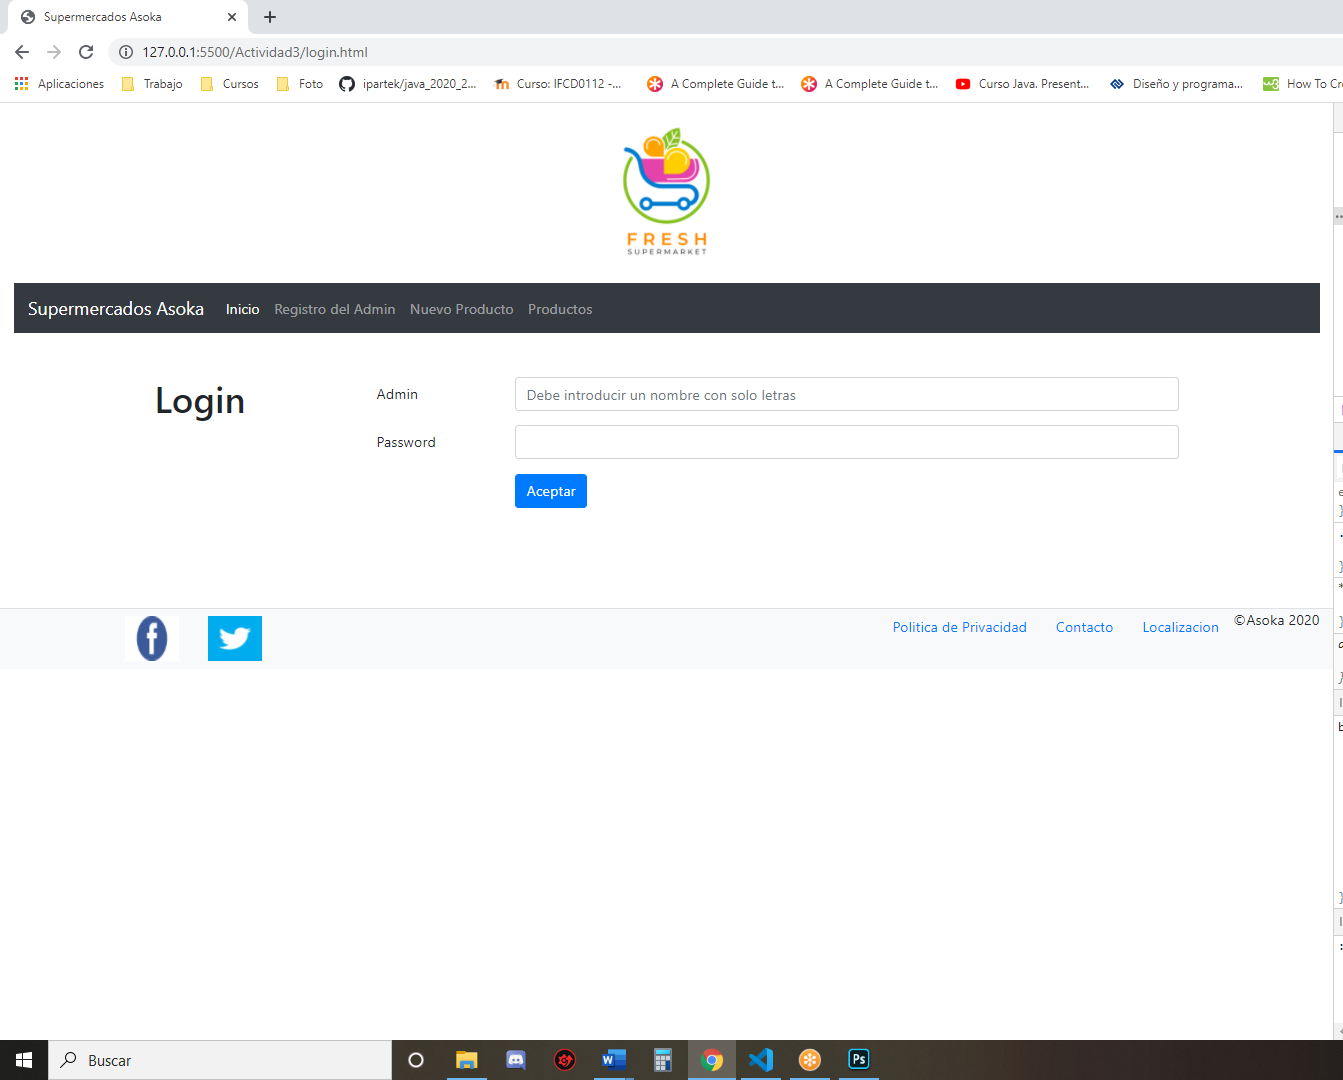 Supermercados Asoka
127.0.0.1:5500/Actividad3/login.html
Aplicaciones Trabajo Cursos Foto ipartek/java_2020_2... Curso: IFCD0112 -... A Complete Guide t... A Complete Guide t... Curso Java. Present... Diseño y programa... How To Cr
FRESH
SUPERMARKET
Supermercados Asoka Inicio Registro del Admin Nuevo Producto Productos
Login
Admin Debe introducir un nombre con solo letras
Password
Aceptar
Politica de Privacidad Contacto Localizacion ©Asoka 2020
Buscar